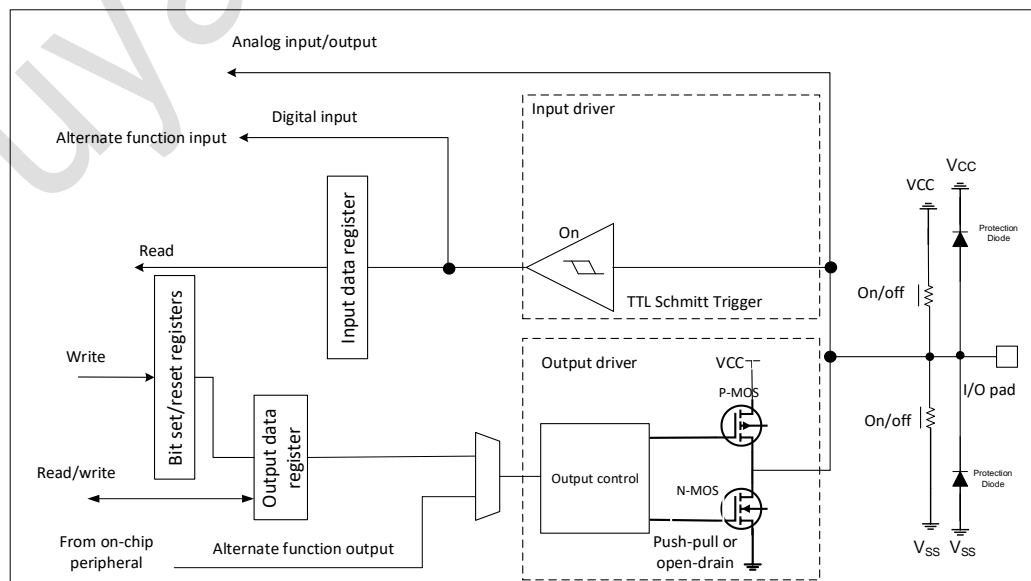 Analog input/output
Digital input
Alternate function input
Input driver
On
TTL Schmitt Trigger
Input data register
Read
Bit set/reset registers
Write
Output data
register
Read/write
From on-chip
peripheral
Alternate function output
Output driver
VCC
P-MOS
Output control
N-MOS
Push-pull or
open-drain
VCC
VCC
Protection
Diode
On/off
I/O pad
On/off
Protection
Diode
VSS
VSS